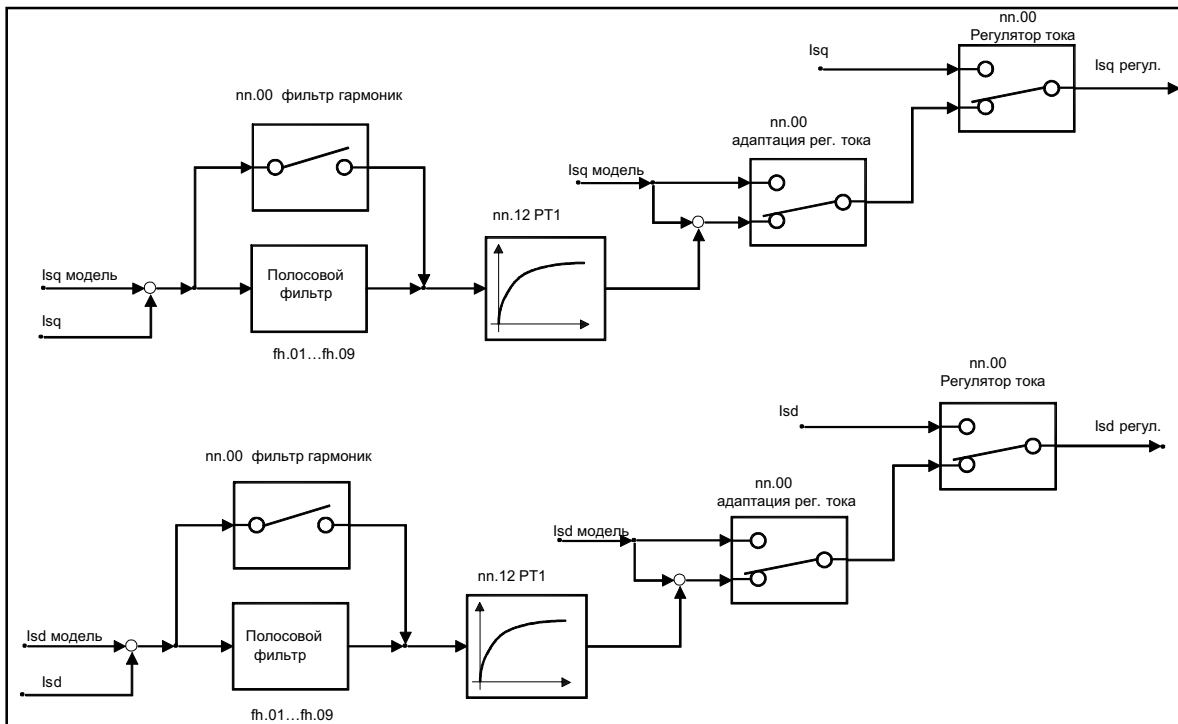 nn.00
Регулятор тока
Isq
Isq регул.
nn.00 фильтр гармоник
nn.00
адаптация рег. тока
Isq модель
nn.12 PT1
Isq модель
Полосовой
фильтр
Isq
fh.01...fh.09
nn.00
Регулятор тока
Isd
Isd регул.
nn.00 фильтр гармоник
nn.00
адаптация рег. тока
Isd модель
nn.12 PT1
Isd модель
Полосовой
фильтр
Isd
fh.01...fh.09